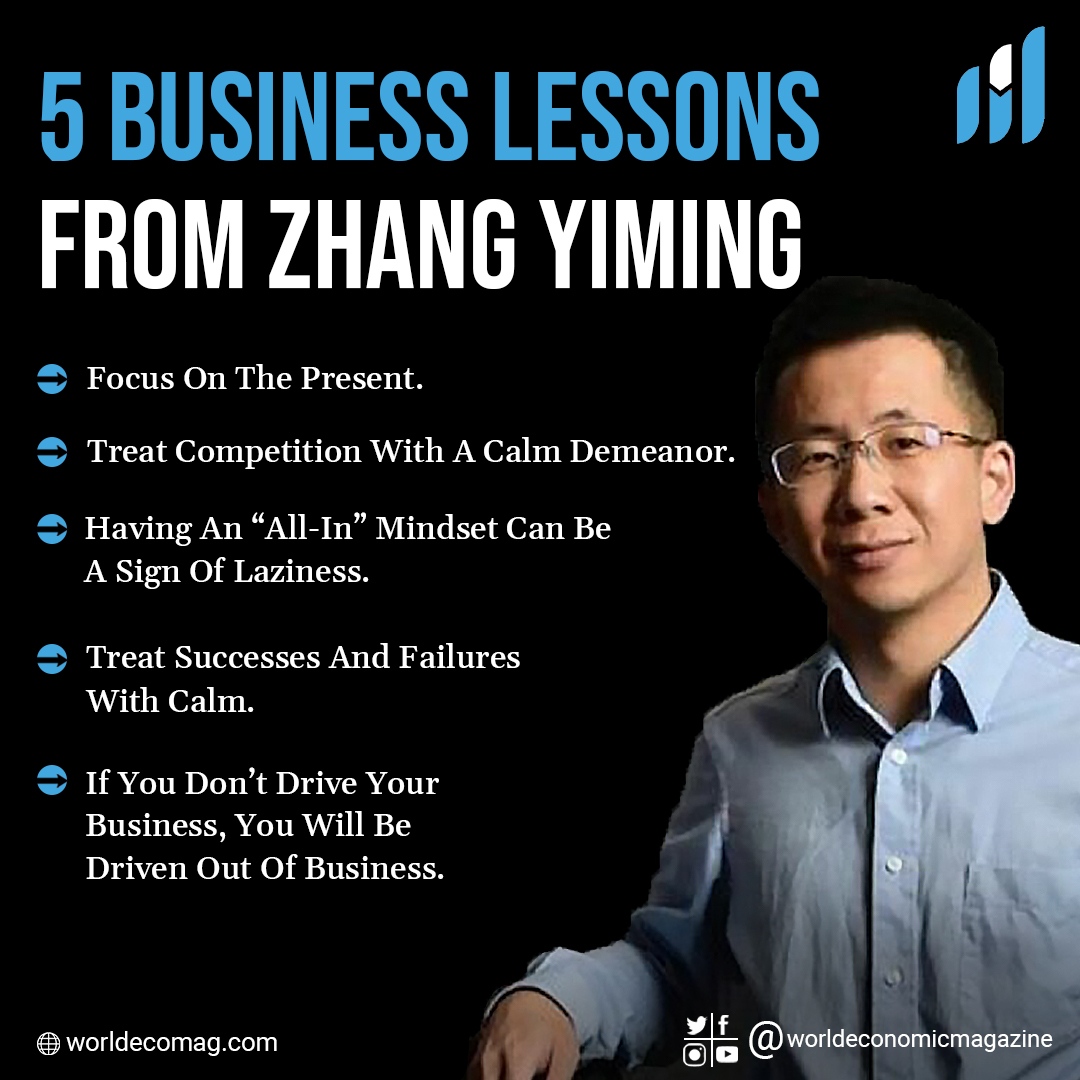 5 BUSINESS LESSONS
FROM ZHANG YIMING
Focus On The Present.
Treat Competition With A Calm Demeanor.
Having An “All-In” Mindset Can Be
A Sign Of Laziness.
Treat Successes And Failures
With Calm.
If You Don’t Drive Your
Business, You Will Be
Driven Out Of Business.
worldecomag.com
@worldeconomicmagazine